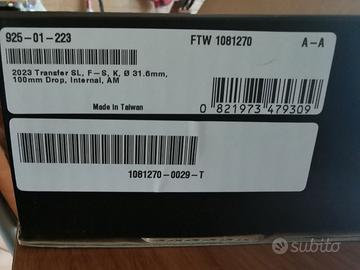 925-01-223 FTW 1081270 A-A
2023 Transfer SL, F-S, K, Ø 31.6mm,
100mm Drop, Internal, AM
Made in Taiwan
0 821973 479309
1081270-0029-T
subito